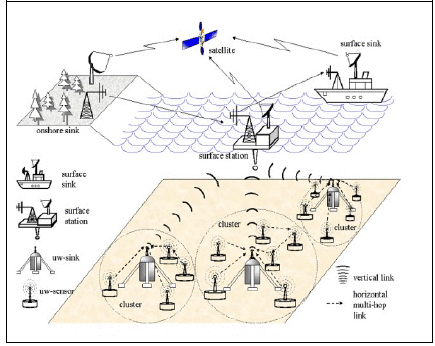 satellite
surface sink
onshore sink
surface station
surface
sink
surface
station
uw-sink
uw-sensor
cluster
cluster
cluster
vertical link
horizontal
multi-hop
link